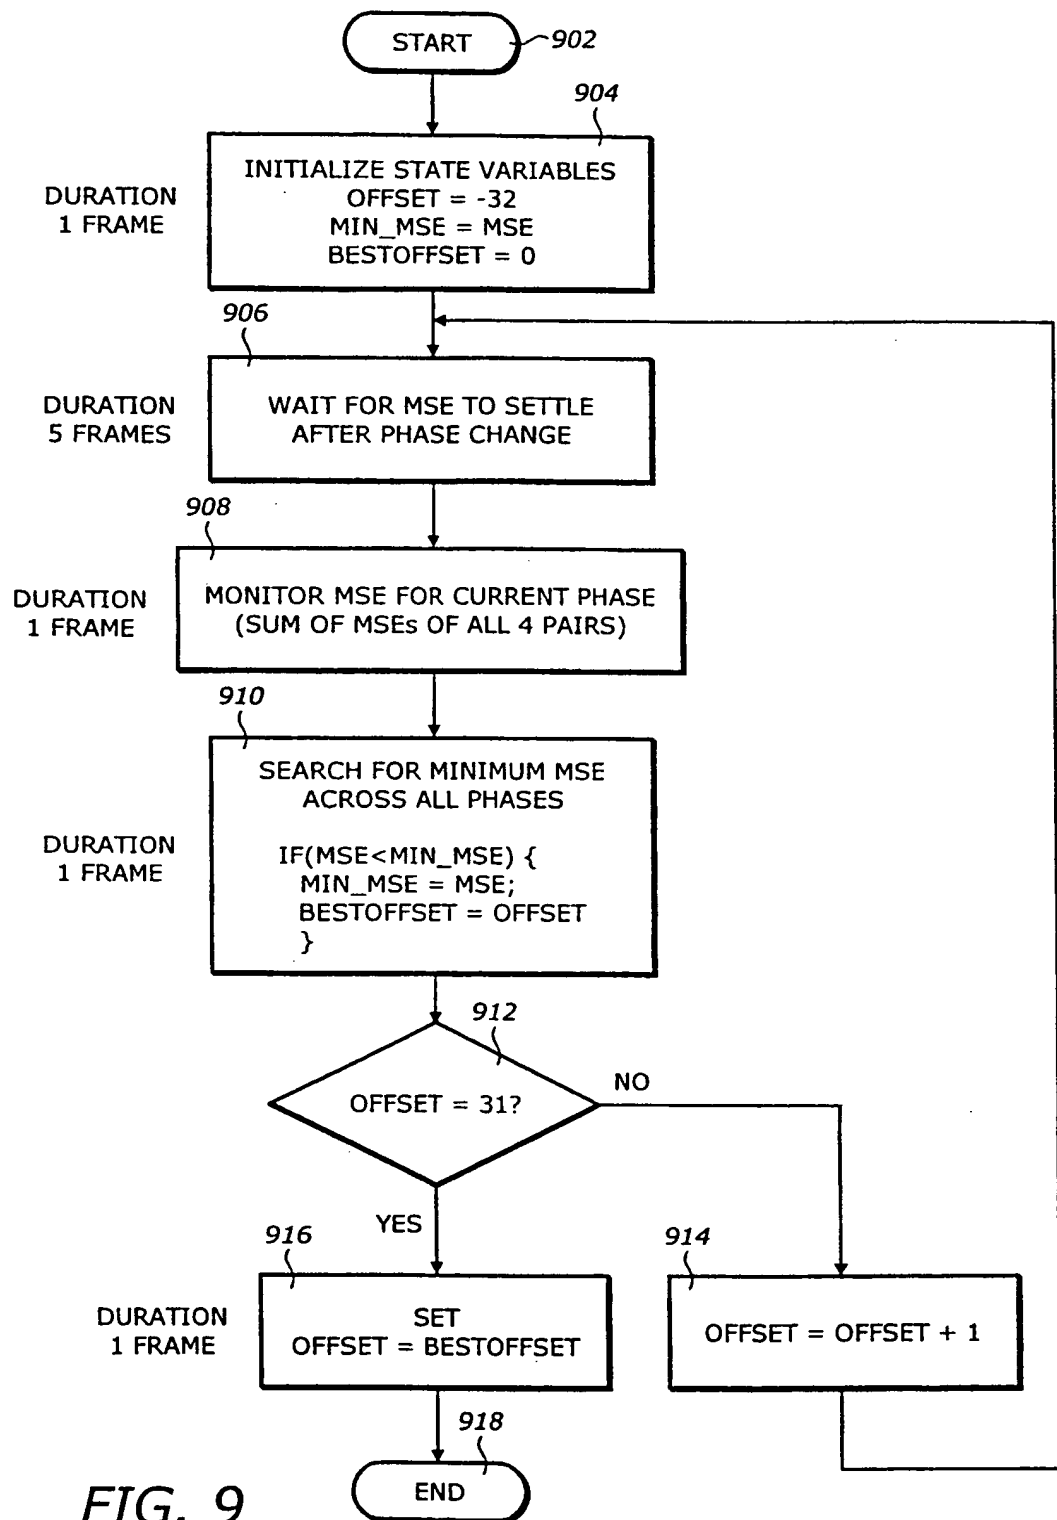 START
902
904
INITIALIZE STATE VARIABLES
OFFSET = -32
MIN_MSE = MSE
BESTOFFSET = 0
DURATION
1 FRAME
906
WAIT FOR MSE TO SETTLE
AFTER PHASE CHANGE
DURATION
5 FRAMES
908
MONITOR MSE FOR CURRENT PHASE
(SUM OF MSEs OF ALL 4 PAIRS)
DURATION
1 FRAME
910
SEARCH FOR MINIMUM MSE
ACROSS ALL PHASES
IF(MSE<MIN_MSE) {
MIN_MSE = MSE;
BESTOFFSET = OFFSET
}
DURATION
1 FRAME
912
OFFSET = 31?
NO
YES
916
SET
OFFSET = BESTOFFSET
DURATION
1 FRAME
914
OFFSET = OFFSET + 1
918
END
FIG. 9